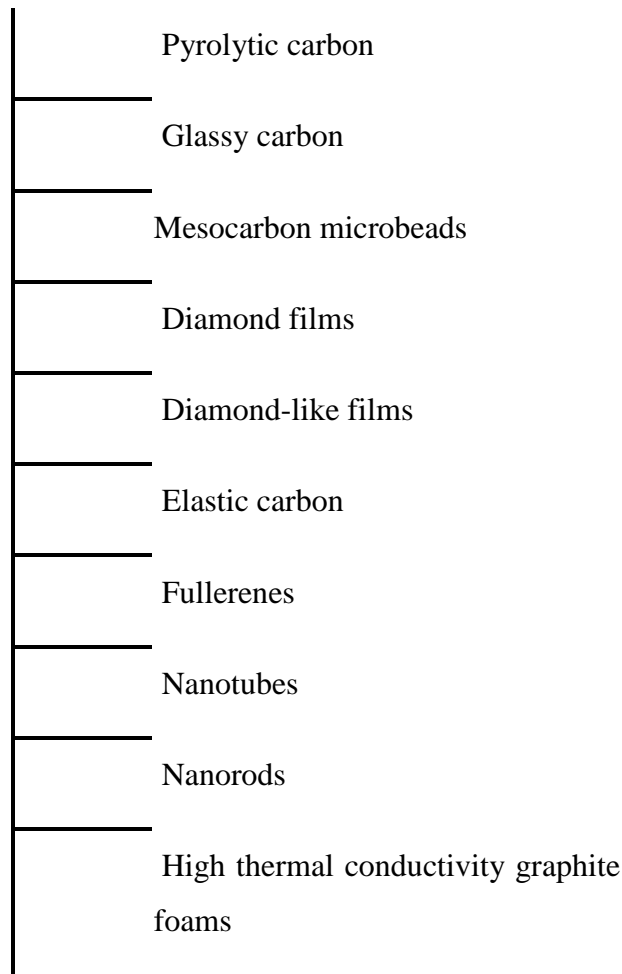 Pyrolytic carbon
Glassy carbon
Mesocarbon microbeads
Diamond films
Diamond-like films
Elastic carbon
Fullerenes
Nanotubes
Nanorods
High thermal conductivity graphite
foams